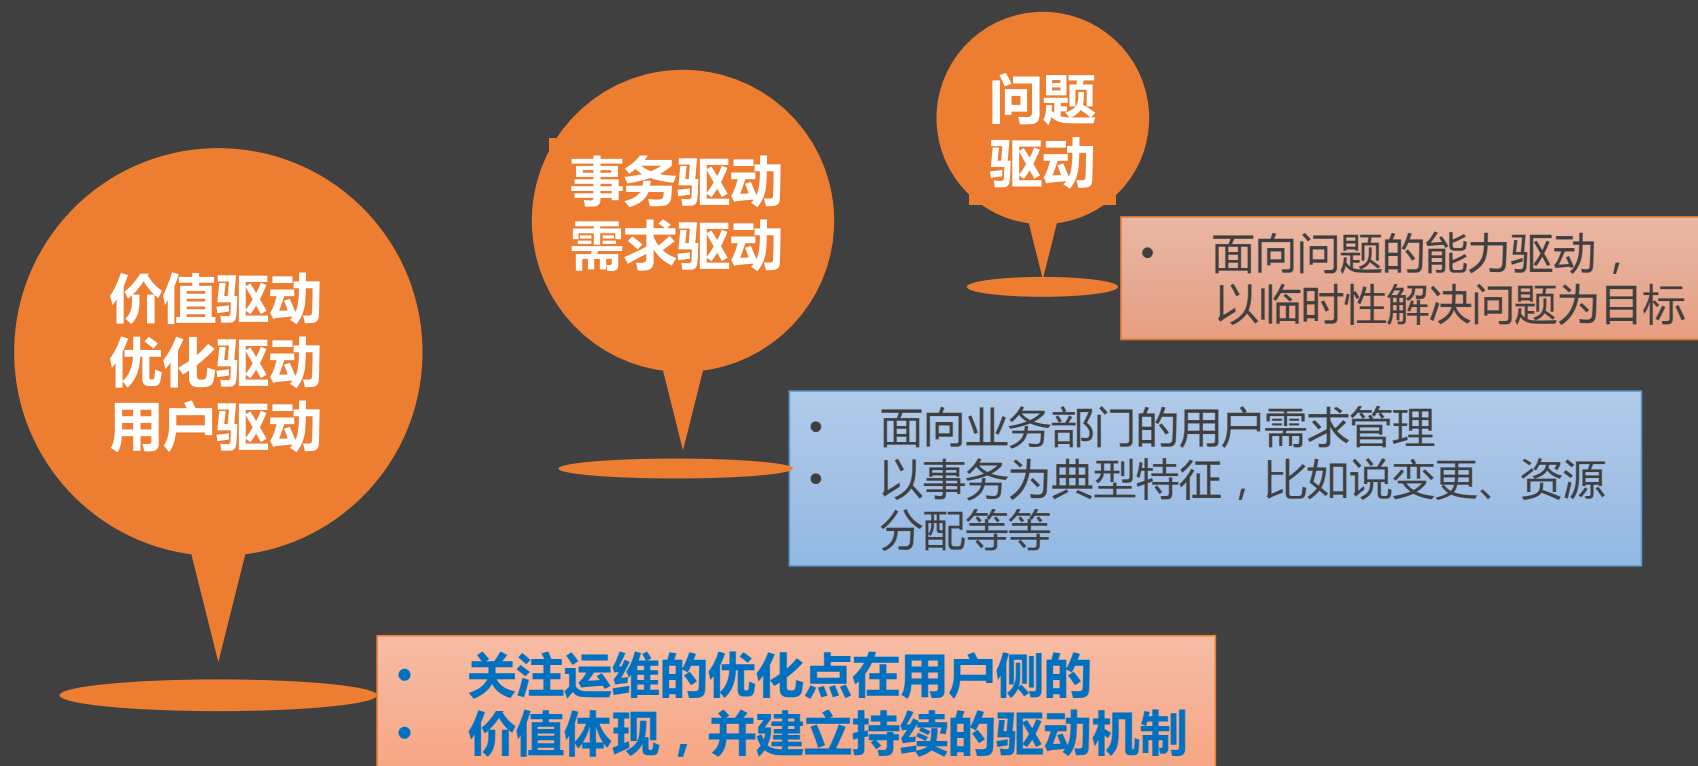 问题
驱动
• 面向问题的能力驱动，
以临时性解决问题为目标
事务驱动
需求驱动
• 面向业务部门的用户需求管理
• 以事务为典型特征，比如说变更、资源
分配等等
价值驱动
优化驱动
用户驱动
• 关注运维的优化点在用户侧的
• 价值体现，并建立持续的驱动机制